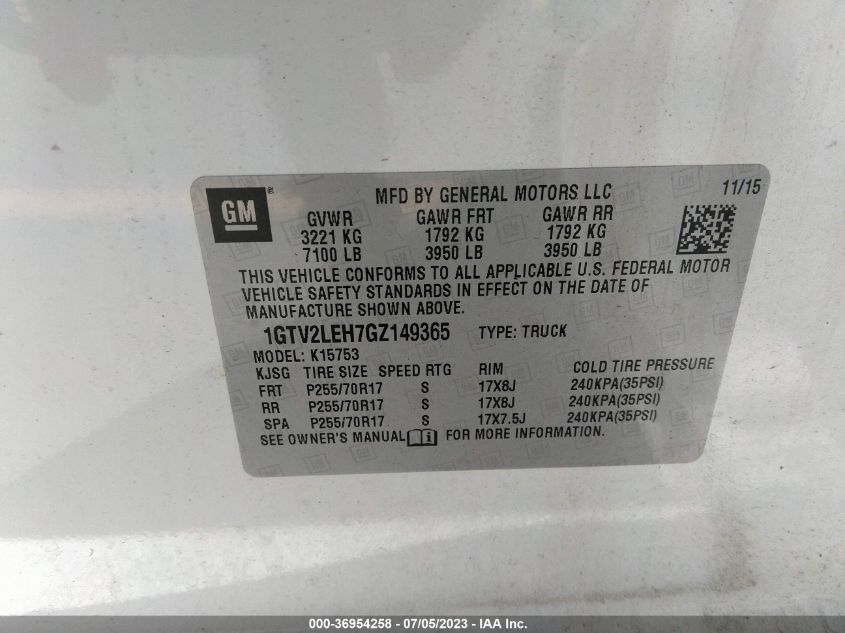 GM®
MFD BY GENERAL MOTORS LLC 11/15
GVWR GAWR FRT GAWR RR
3221 KG 1792 KG 1792 KG
7100 LB 3950 LB 3950 LB
THIS VEHICLE CONFORMS TO ALL APPLICABLE U.S. FEDERAL MOTOR
VEHICLE SAFETY STANDARDS IN EFFECT ON THE DATE OF
MANUFACTURE SHOWN ABOVE.
1GTV2LEH7GZ149365 TYPE: TRUCK
MODEL: K15753
KJSG TIRE SIZE SPEED RTG RIM COLD TIRE PRESSURE
FRT P255/70R17 S 17X8J 240KPA(35PSI)
RR P255/70R17 S 17X8J 240KPA(35PSI)
SPA P255/70R17 S 17X7.5J 240KPA(35PSI)
SEE OWNER'S MANUAL FOR MORE INFORMATION.
000-36954258 - 07/05/2023 - IAA Inc.